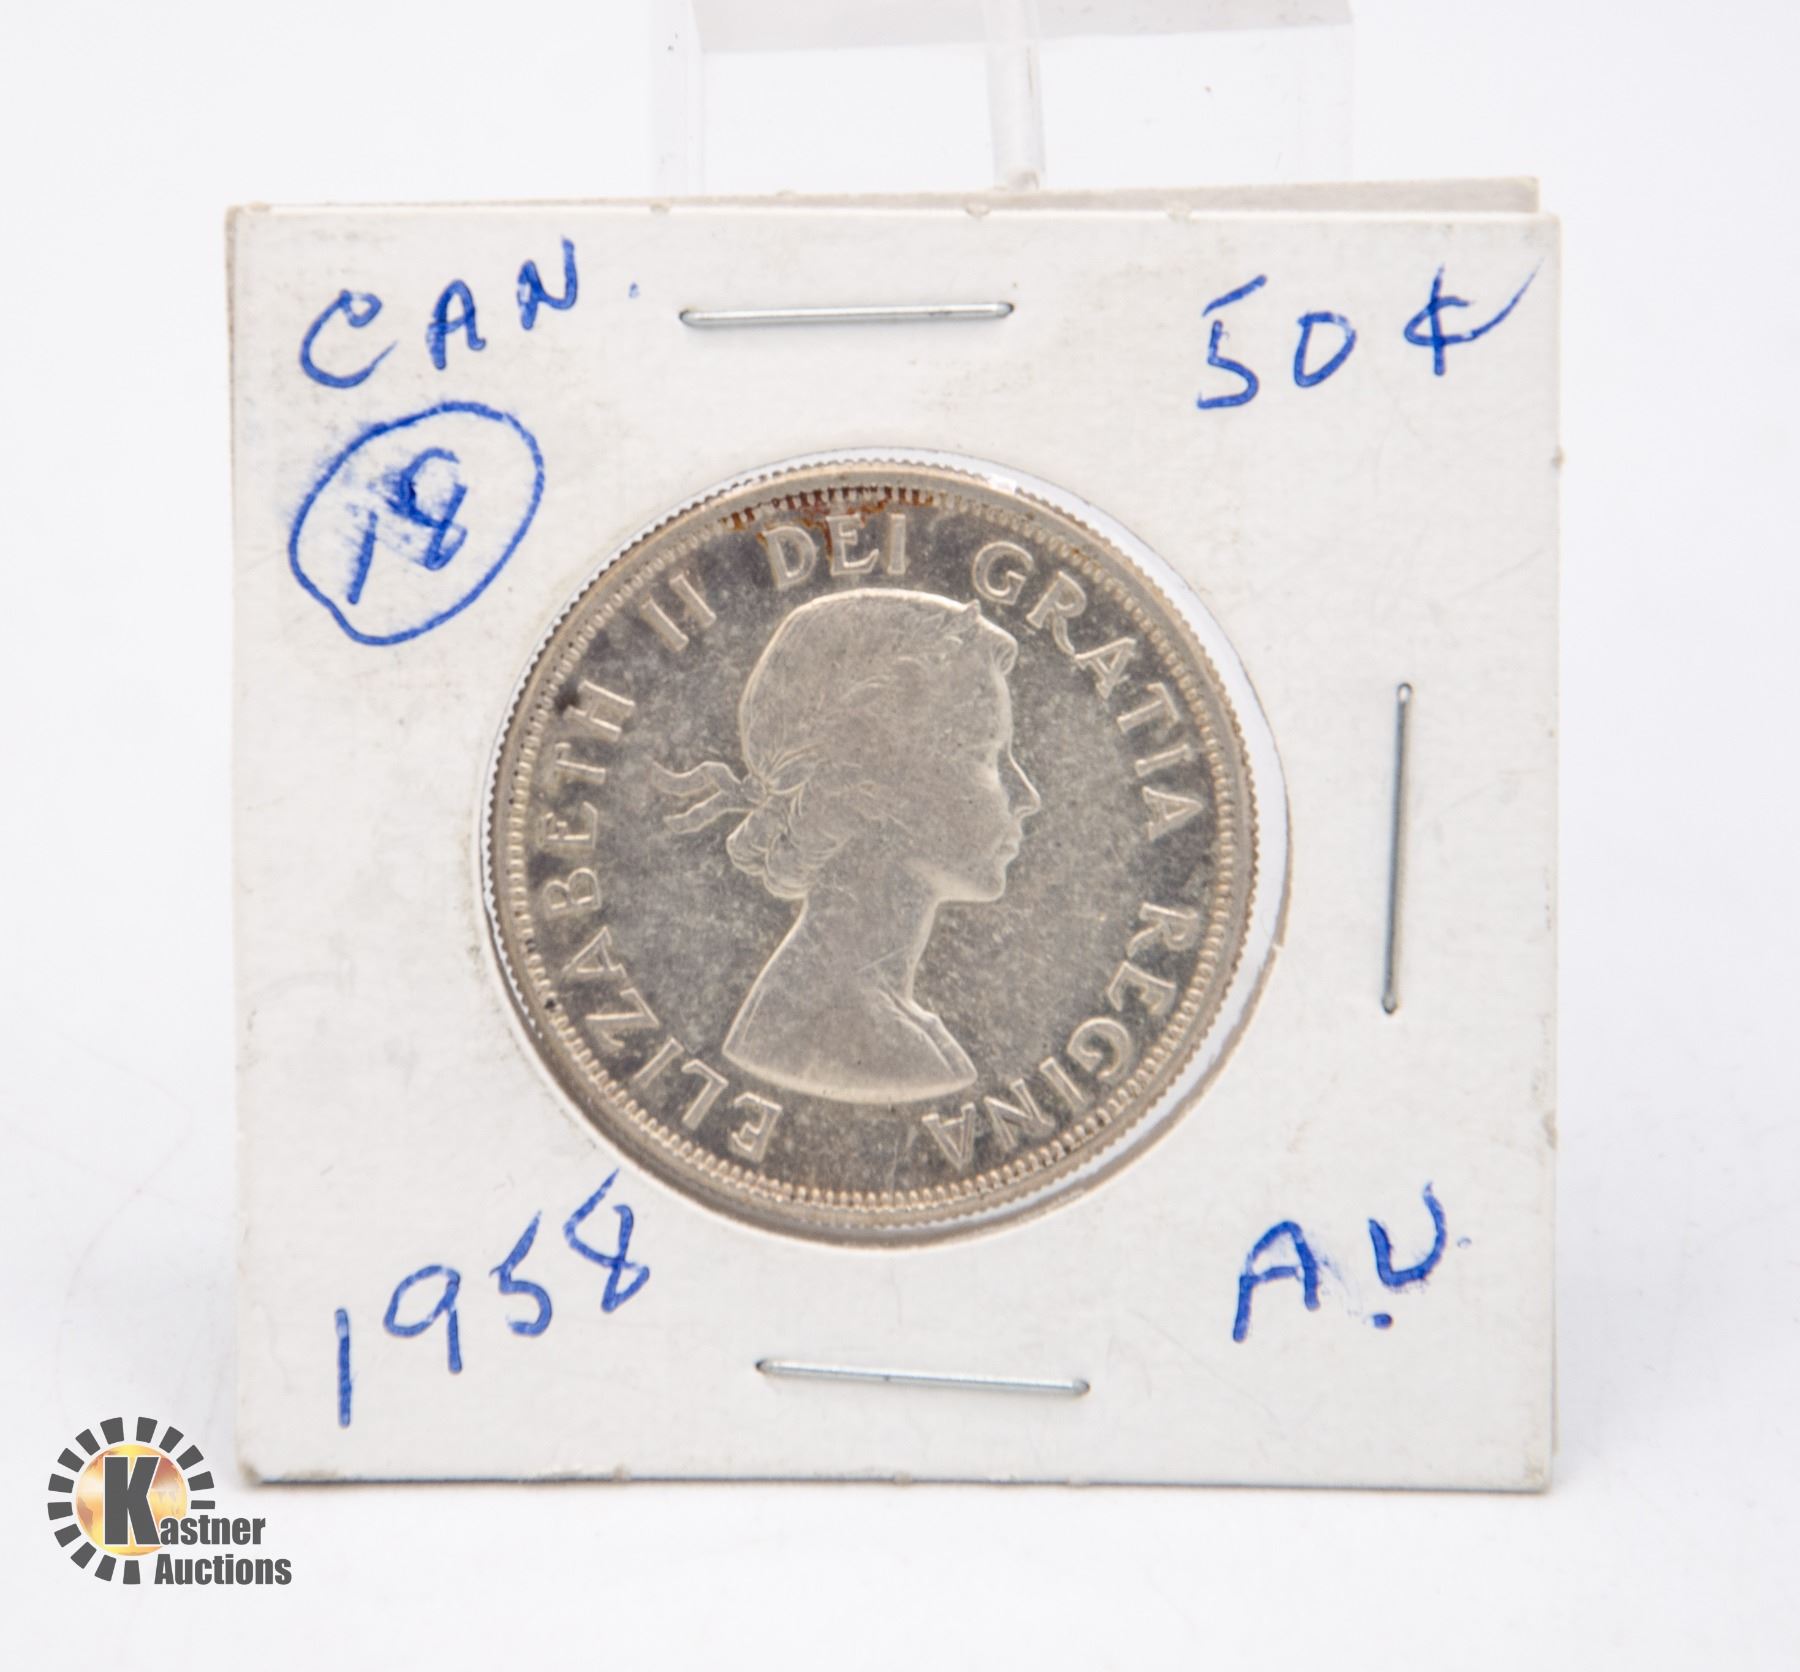 CAN. 50¢
18
ELIZABETH II DEI GRATIA REGINA
1958 A.U.
Kastner
Auctions